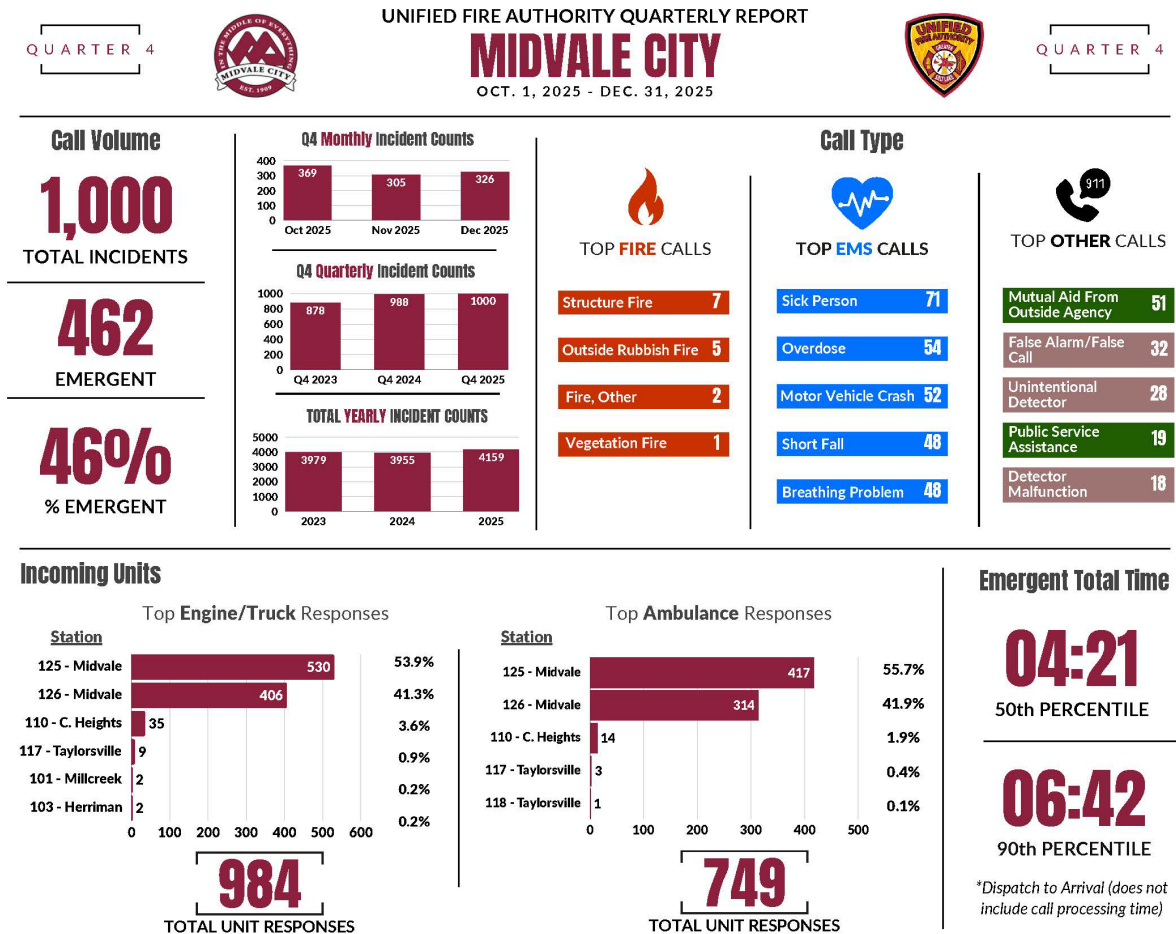 UNIFIED FIRE AUTHORITY QUARTERLY REPORT
QUARTER 4
IN THE MIDDLE OF EVERYTHING
MIDVALE CITY
EST. 1909
MIDVALE CITY
UNIFIED
FIRE AUTHORITY
GREATER
SALT LAKE
QUARTER 4
OCT. 1, 2025 - DEC. 31, 2025
Call Volume
1,000
TOTAL INCIDENTS
462
EMERGENT
46%
% EMERGENT
Q4 Monthly Incident Counts
400
300
200
100
0
369
305
326
Oct 2025 Nov 2025 Dec 2025
Q4 Quarterly Incident Counts
1000
800
600
400
200
0
878
988
1000
Q4 2023 Q4 2024 Q4 2025
TOTAL YEARLY INCIDENT COUNTS
5000
4000
3000
2000
1000
0
3979
3955
4159
2023 2024 2025
Call Type
TOP FIRE CALLS
Structure Fire 7
Outside Rubbish Fire 5
Fire, Other 2
Vegetation Fire 1
TOP EMS CALLS
Sick Person 71
Overdose 54
Motor Vehicle Crash 52
Short Fall 48
Breathing Problem 48
911
TOP OTHER CALLS
Mutual Aid From
Outside Agency 51
False Alarm/False
Call 32
Unintentional
Detector 28
Public Service
Assistance 19
Detector
Malfunction 18
Incoming Units
Top Engine/Truck Responses
Station
125 - Midvale 530 53.9%
126 - Midvale 406 41.3%
110 - C. Heights 35 3.6%
117 - Taylorsville 9 0.9%
101 - Millcreek 2 0.2%
103 - Herriman 2 0.2%
0 100 200 300 400 500 600
984
TOTAL UNIT RESPONSES
Top Ambulance Responses
Station
125 - Midvale 417 55.7%
126 - Midvale 314 41.9%
110 - C. Heights 14 1.9%
117 - Taylorsville 3 0.4%
118 - Taylorsville 1 0.1%
0 100 200 300 400 500
749
TOTAL UNIT RESPONSES
Emergent Total Time
04:21
50th PERCENTILE
06:42
90th PERCENTILE
*Dispatch to Arrival (does not
include call processing time)